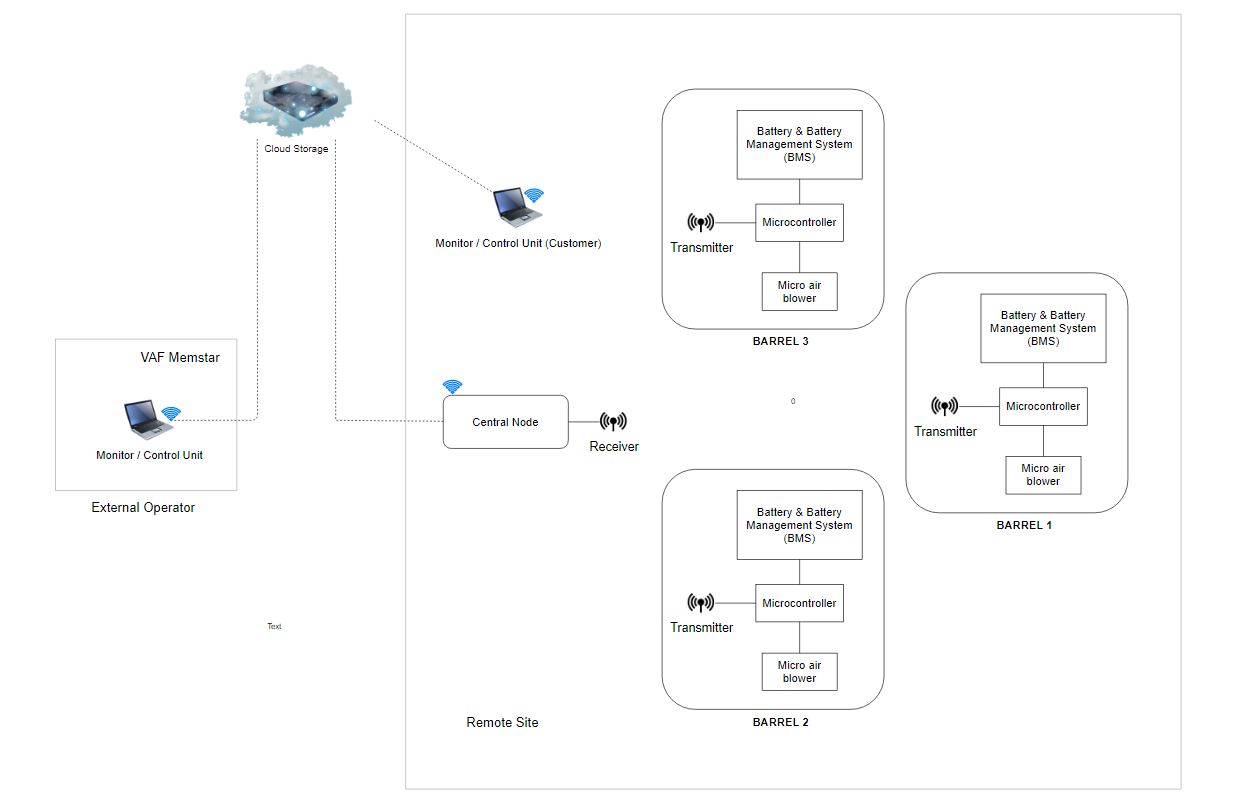 Cloud Storage
Monitor / Control Unit (Customer)
VAF Memstar
Monitor / Control Unit
External Operator
Central Node
Receiver
Battery & Battery
Management System
(BMS)
Microcontroller
Transmitter
Micro air
blower
BARREL 3
0
Battery & Battery
Management System
(BMS)
Microcontroller
Transmitter
Micro air
blower
BARREL 1
Battery & Battery
Management System
(BMS)
Microcontroller
Transmitter
Micro air
blower
BARREL 2
Text
Remote Site